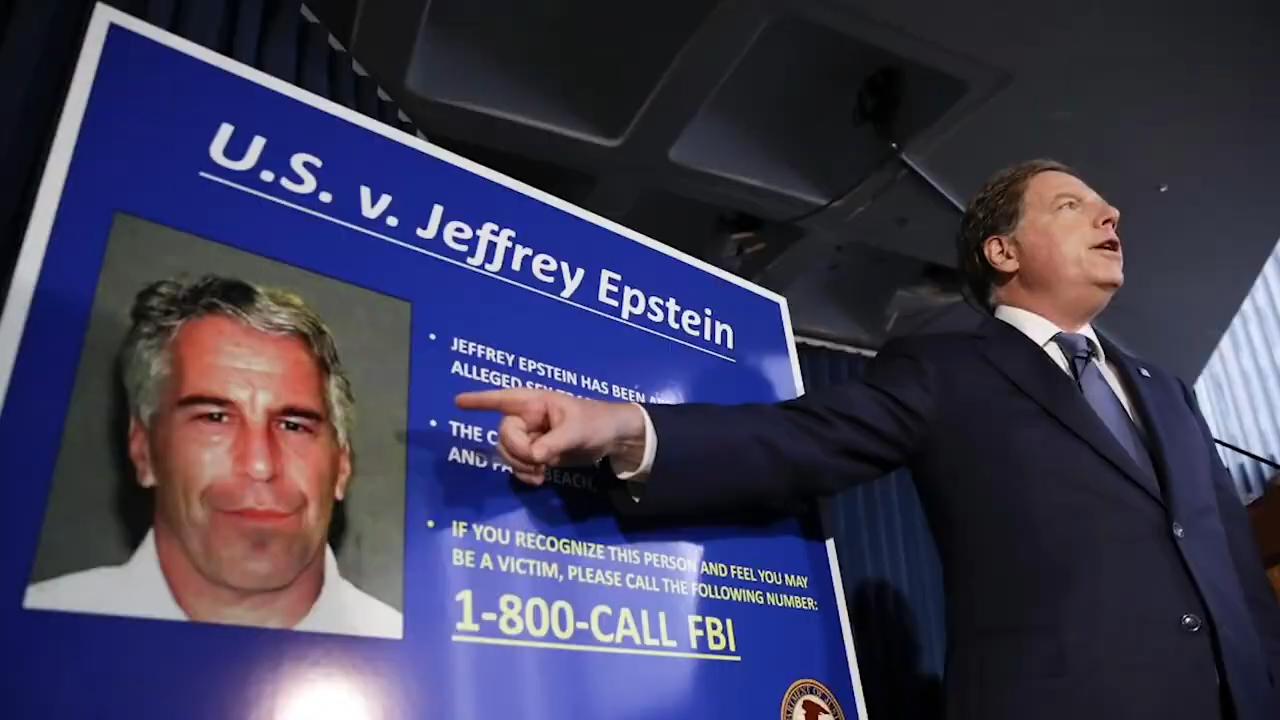 U.S. v. Jeffrey Epstein
• JEFFREY EPSTEIN HAS BEEN
ALLEGED
• THE
AND BEACH,
• IF YOU RECOGNIZE THIS PERSON AND FEEL YOU MAY
BE A VICTIM, PLEASE CALL THE FOLLOWING NUMBER:
1-800-CALL FBI